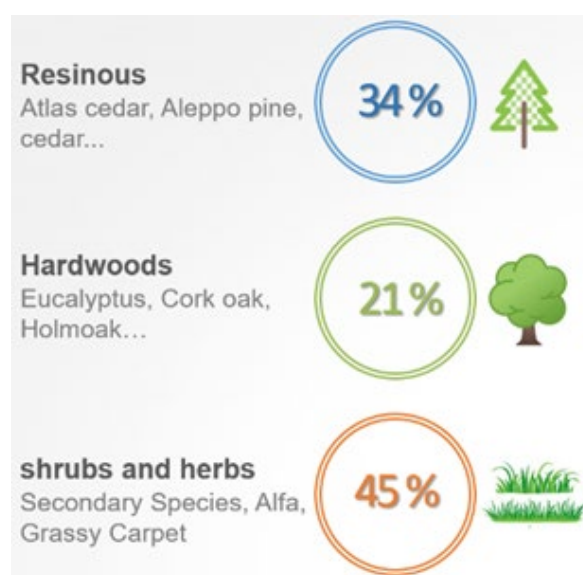 Resinous
Atlas cedar, Aleppo pine,
cedar...
34%
Hardwoods
Eucalyptus, Cork oak,
Holmoak...
21%
shrubs and herbs
Secondary Species, Alfa,
Grassy Carpet
45%